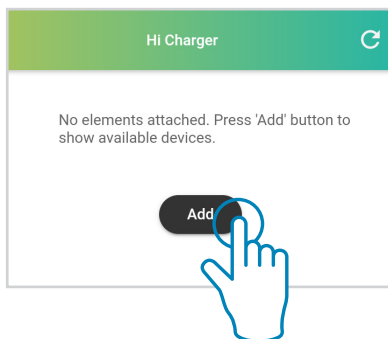 Hi Charger
No elements attached. Press 'Add' button to
show available devices.
Add